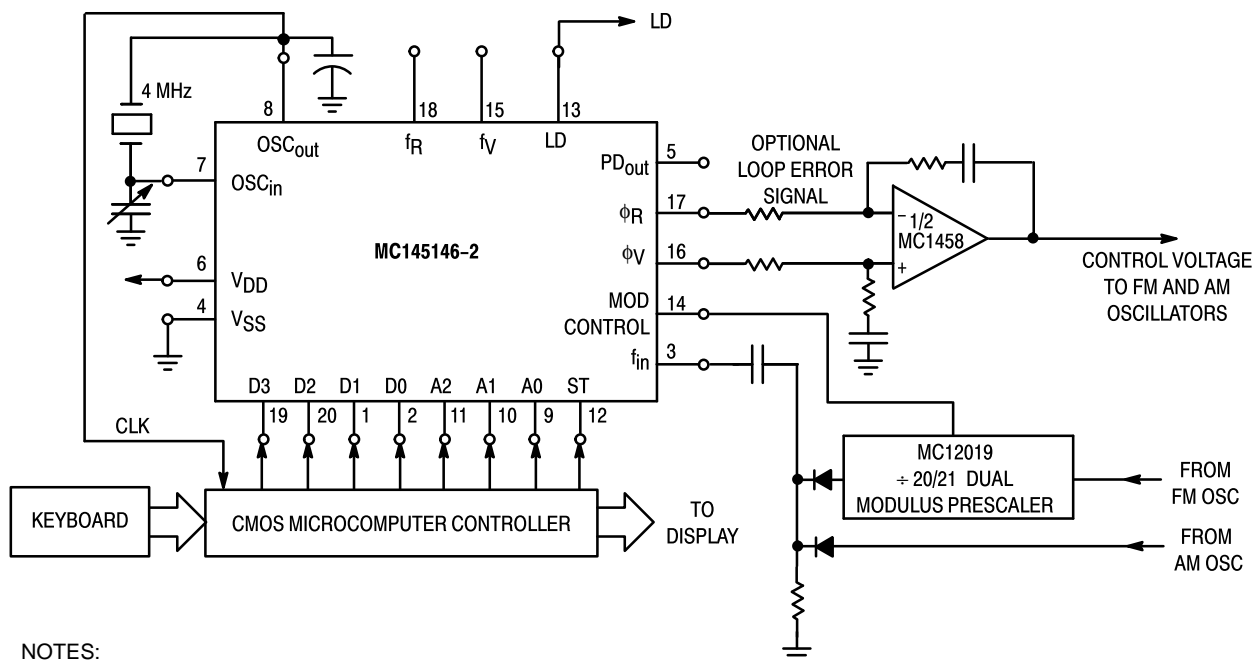 LD
4 MHz
8
18
15
13
OSCout
fR
fV
LD
7
OSCin
PDout
5
OPTIONAL
LOOP ERROR
SIGNAL
ϕR
17
–
1/2
MC1458
+
MC145146-2
ϕV
16
6
VDD
CONTROL VOLTAGE
TO FM AND AM
OSCILLATORS
4
VSS
MOD
CONTROL
14
fin
3
D3
D2
D1
D0
A2
A1
A0
ST
19
20
1
2
11
10
9
12
CLK
MC12019
÷ 20/21 DUAL
MODULUS PRESCALER
FROM
FM OSC
KEYBOARD
CMOS MICROCOMPUTER CONTROLLER
TO
DISPLAY
FROM
AM OSC
NOTES: